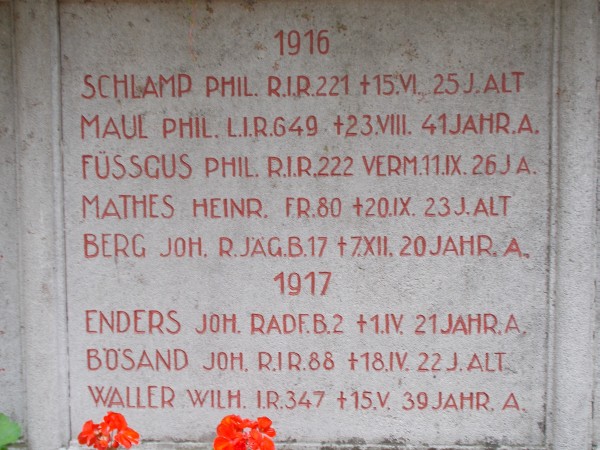 1916
SCHLAMP PHIL. R.I.R.221 †15.VI. 25 J. ALT
MAUL PHIL. L.I.R.649 †23.VIII. 41 JAHR.A.
FÜSSGUS PHIL. R.I.R.222 VERM.11.IX. 26 J A.
MATHES HEINR. FR.80 †20.IX. 23 J. ALT
BERG JOH. R.JÄG.B.17 †7.XII. 20 JAHR. A.
1917
ENDERS JOH. RADF.B.2 †1.IV. 21 JAHR. A.
BÖSAND JOH. R.I R.88 †18.IV. 22 J. ALT
WALLER WILH. I.R.347 †15.V. 39 JAHR. A.